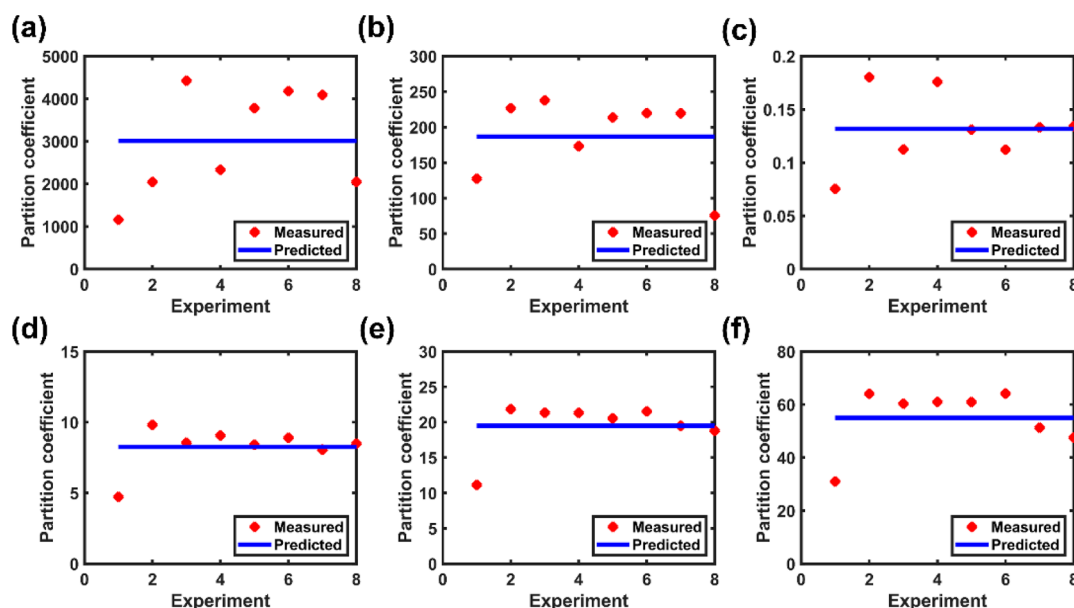 (a)
Partition coefficient
5000
4000
3000
2000
1000
0
Measured
Predicted
0 2 4 6 8
Experiment
(b)
Partition coefficient
300
250
200
150
100
50
0
Measured
Predicted
0 2 4 6 8
Experiment
(c)
Partition coefficient
0.2
0.15
0.1
0.05
0
Measured
Predicted
0 2 4 6 8
Experiment
(d)
Partition coefficient
15
10
5
0
Measured
Predicted
0 2 4 6 8
Experiment
(e)
Partition coefficient
30
25
20
15
10
5
0
Measured
Predicted
0 2 4 6 8
Experiment
(f)
Partition coefficient
80
60
40
20
0
Measured
Predicted
0 2 4 6 8
Experiment